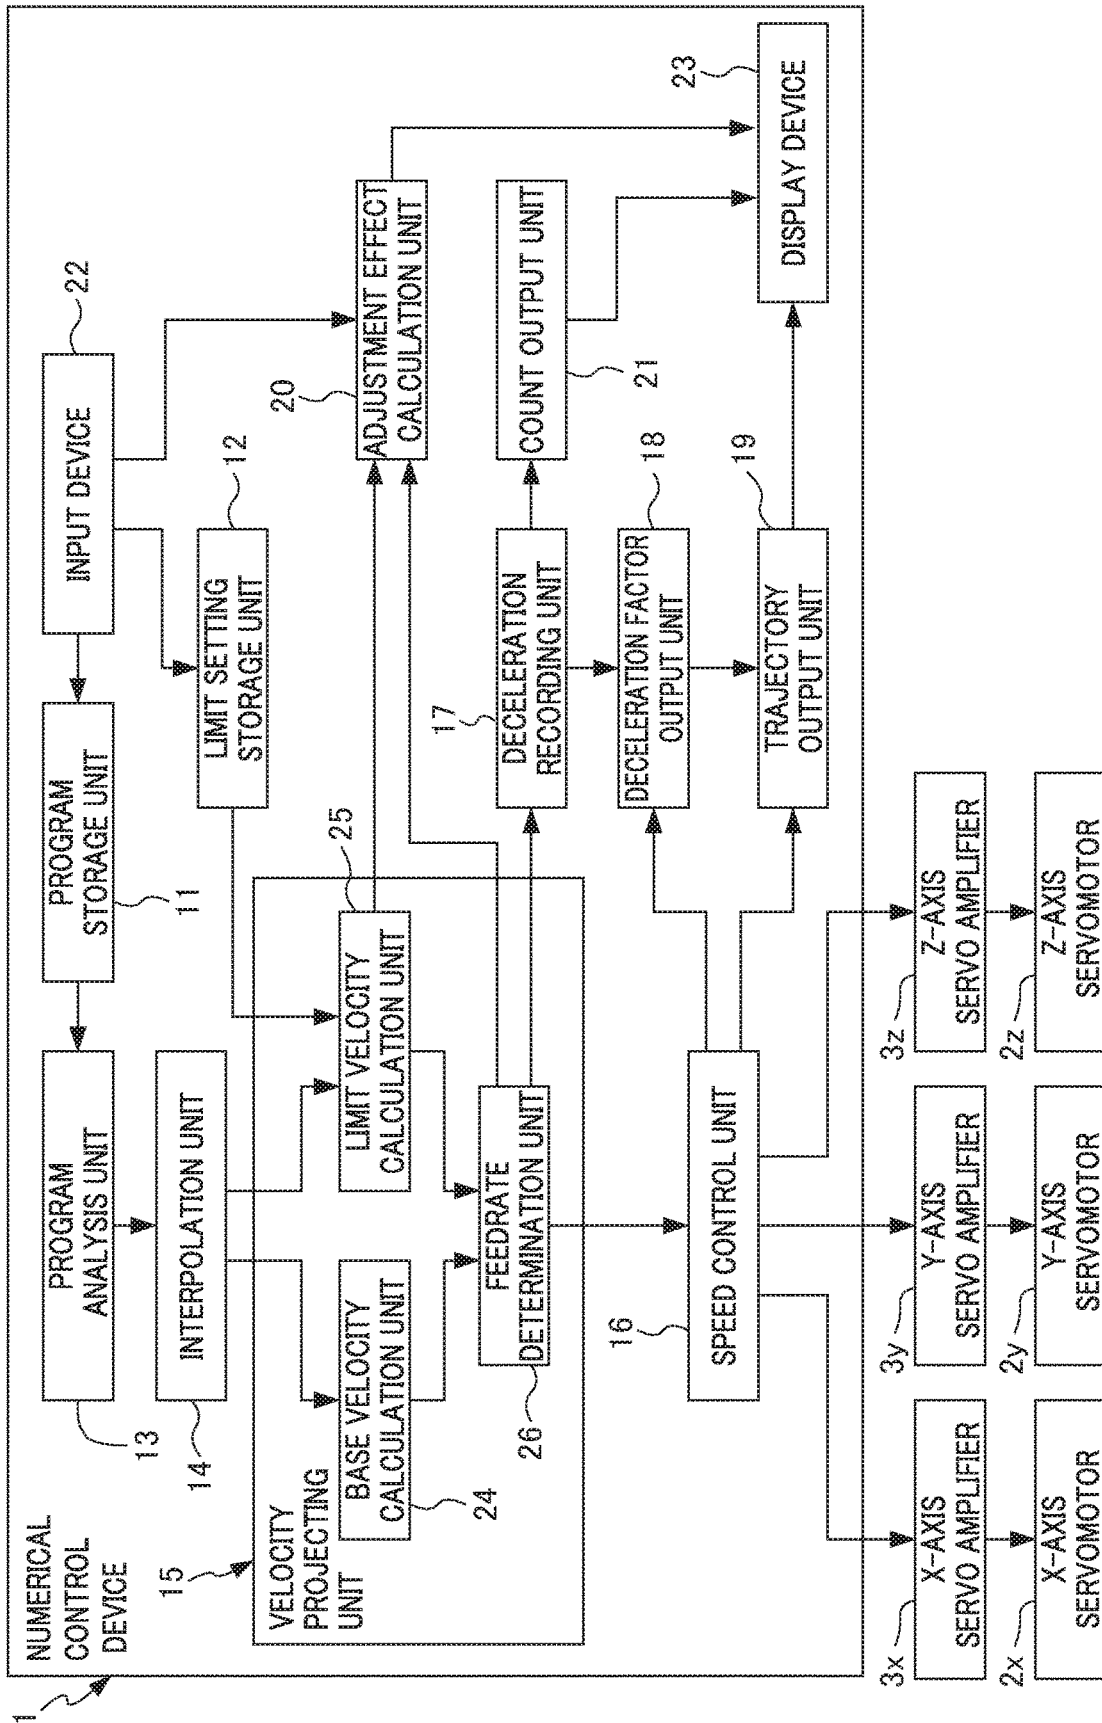 1
NUMERICAL
CONTROL
DEVICE
PROGRAM
ANALYSIS UNIT
13
PROGRAM
STORAGE UNIT
11
INPUT DEVICE
22
INTERPOLATION UNIT
14
LIMIT SETTING
STORAGE UNIT
12
15
VELOCITY
PROJECTING
UNIT
BASE VELOCITY
CALCULATION UNIT
24
LIMIT VELOCITY
CALCULATION UNIT
25
ADJUSTMENT EFFECT
CALCULATION UNIT
20
FEEDRATE
DETERMINATION UNIT
26
DECELERATION
RECORDING UNIT
17
COUNT OUTPUT UNIT
21
DECELERATION FACTOR
OUTPUT UNIT
18
SPEED CONTROL UNIT
16
TRAJECTORY
OUTPUT UNIT
19
DISPLAY DEVICE
23
3x
X-AXIS
SERVO AMPLIFIER
3y
Y-AXIS
SERVO AMPLIFIER
3z
Z-AXIS
SERVO AMPLIFIER
2x
X-AXIS
SERVOMOTOR
2y
Y-AXIS
SERVOMOTOR
2z
Z-AXIS
SERVOMOTOR